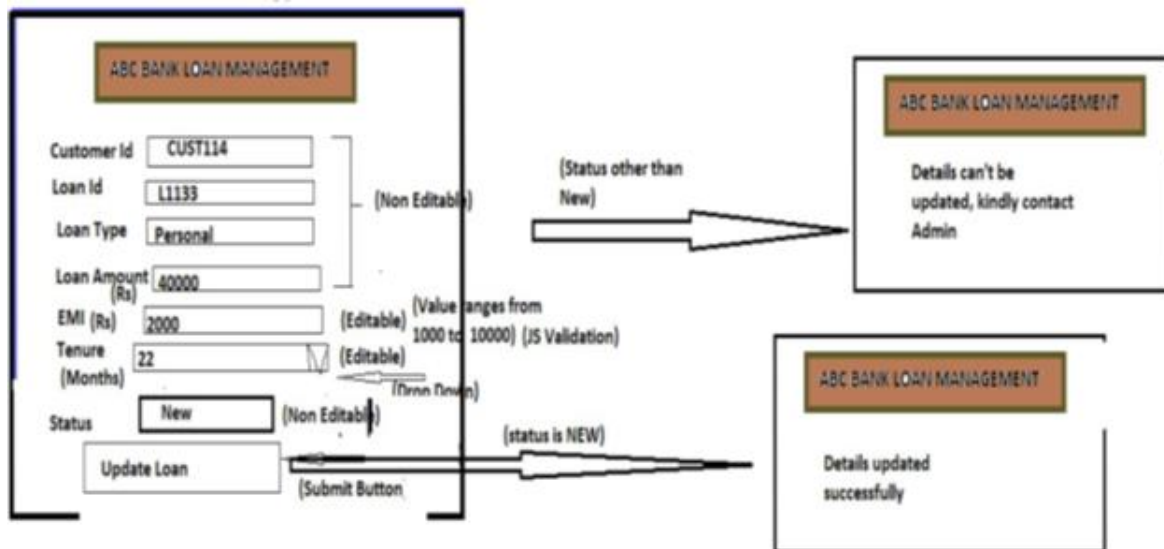 ABC BANK LOAN MANAGEMENT
Customer Id CUST114
Loan Id L1133 (Non Editable)
Loan Type Personal
Loan Amount 40000
(Rs)
EMI (Rs) 2000 (Editable) (Value ranges from
1000 to 10000) (JS Validation)
Tenure 22 (Editable)
(Months)
(Drop Down)
Status New (Non Editable)
Update Loan
(Submit Button
(Status other than
New)
ABC BANK LOAN MANAGEMENT
Details can't be
updated, kindly contact
Admin
(status is NEW)
ABC BANK LOAN MANAGEMENT
Details updated
successfully